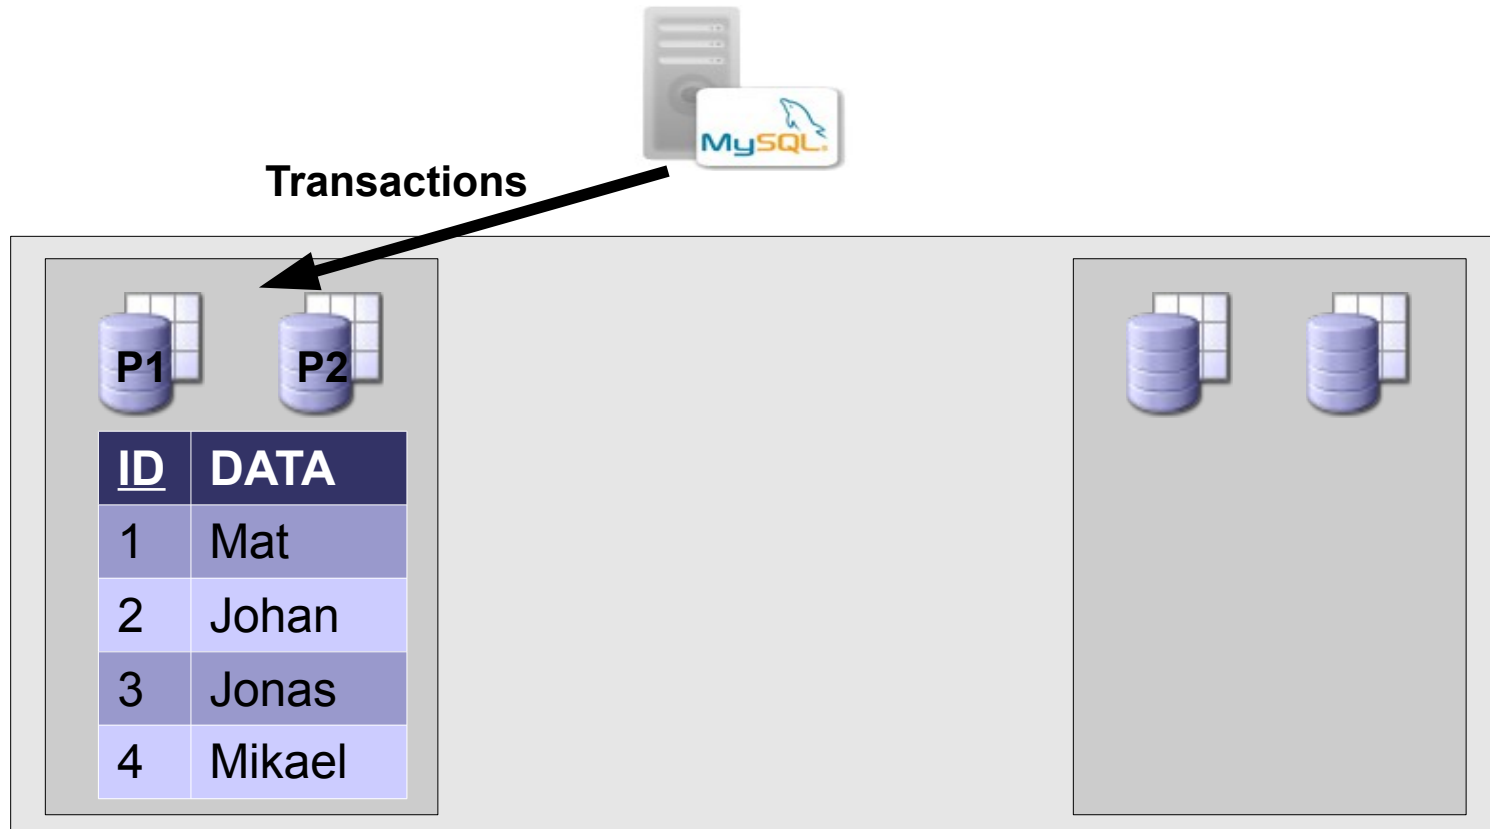 MySQL.
Transactions
P1 P2
ID DATA
1 Mat
2 Johan
3 Jonas
4 Mikael